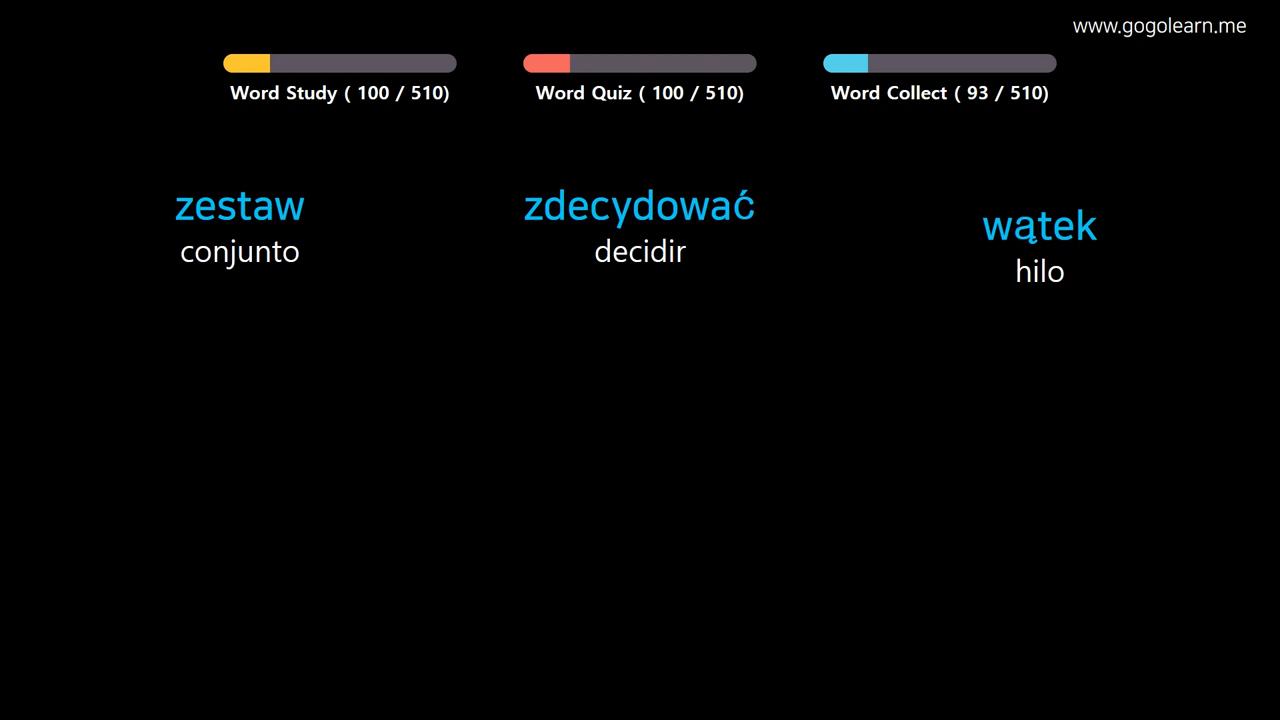 www.gogolearn.me
Word Study ( 100 / 510)
Word Quiz ( 100 / 510)
Word Collect ( 93 / 510)
zestaw
conjunto
zdecydować
decidir
wątek
hilo